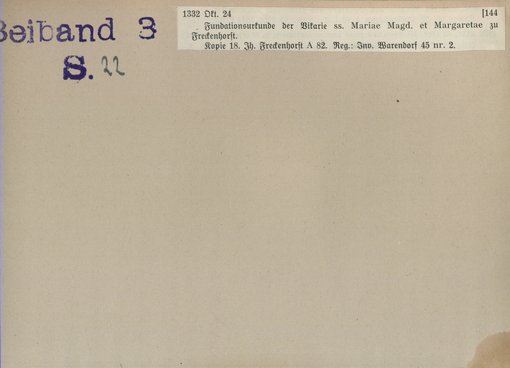 Beiband 3
S. 22
1332 Okt. 24 [144
Fundationsurkunde der Vikarie ss. Mariae Magd. et Margaretae zu
Freckenhorst.
Kopie 18. Jh. Freckenhorst A 82. Reg.: Inv. Warendorf 45 nr. 2.